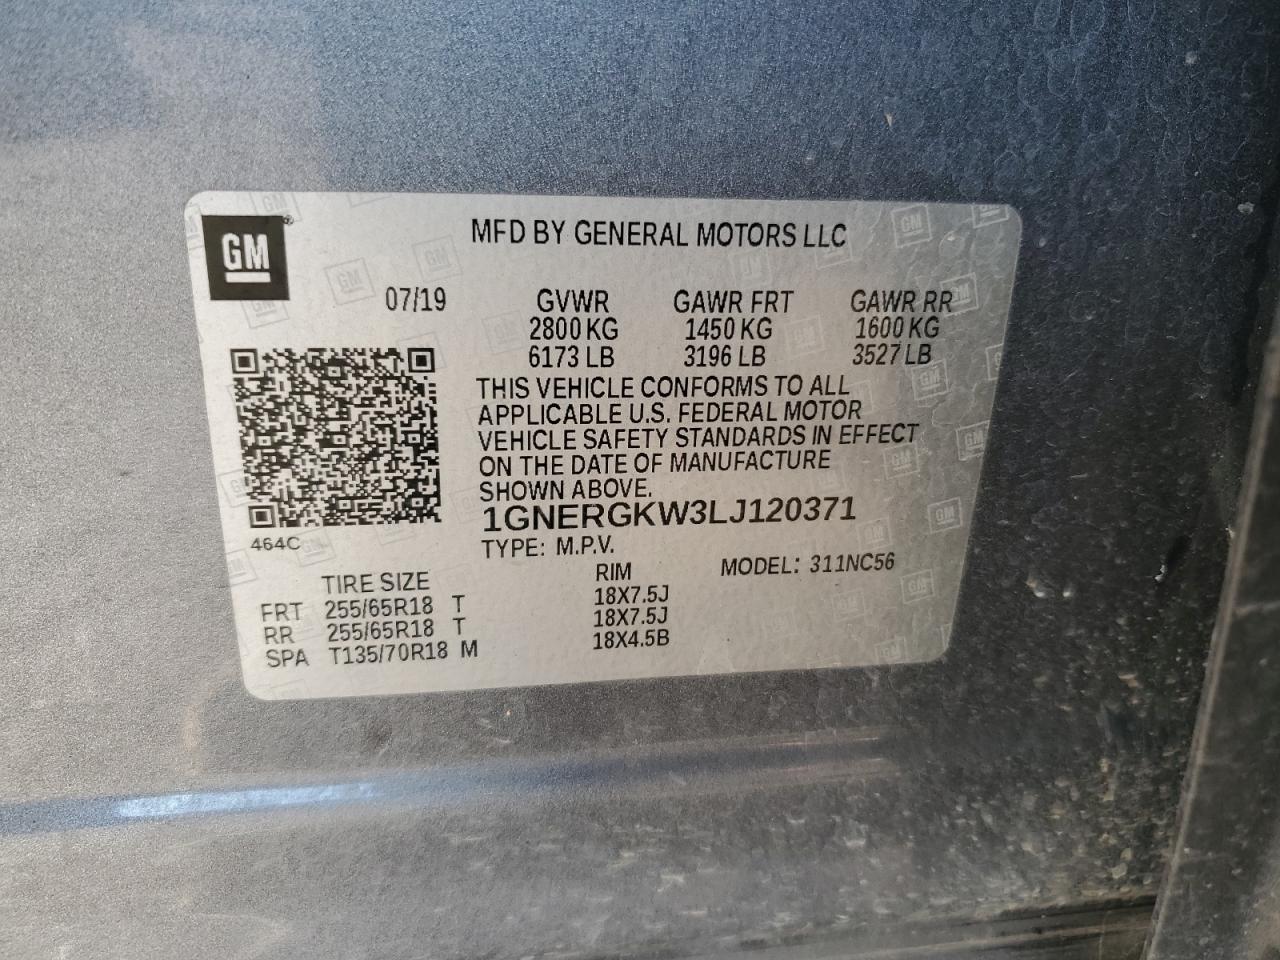 GM
MFD BY GENERAL MOTORS LLC
07/19 GVWR GAWR FRT GAWR RR
2800 KG 1450 KG 1600 KG
6173 LB 3196 LB 3527 LB
THIS VEHICLE CONFORMS TO ALL
APPLICABLE U.S. FEDERAL MOTOR
VEHICLE SAFETY STANDARDS IN EFFECT
ON THE DATE OF MANUFACTURE
SHOWN ABOVE.
1GNERGKW3LJ120371
464C
TYPE: M.P.V. MODEL: 311NC56
TIRE SIZE RIM
FRT 255/65R18 T 18X7.5J
RR 255/65R18 T 18X7.5J
SPA T135/70R18 M 18X4.5B